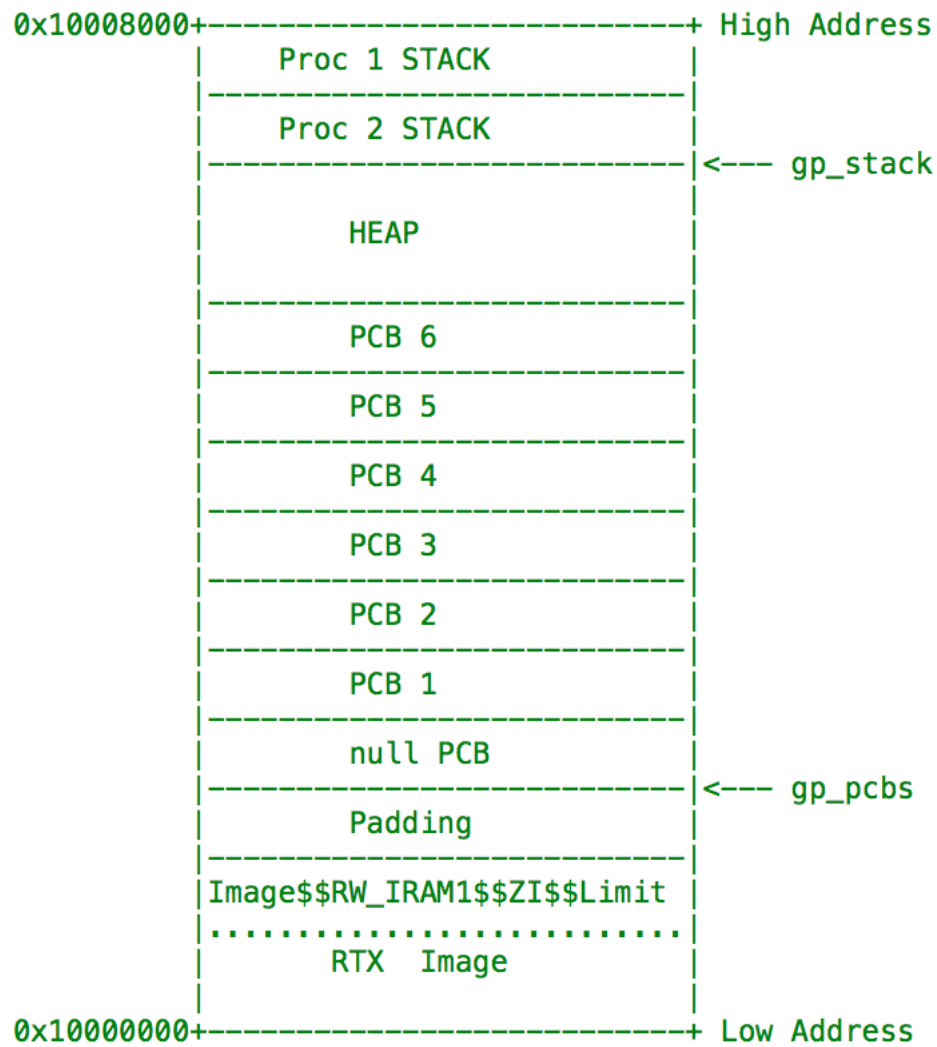 0x10008000+---------------------------+ High Address
Proc 1 STACK
Proc 2 STACK
<--- gp_stack
HEAP
PCB 6
PCB 5
PCB 4
PCB 3
PCB 2
PCB 1
null PCB
<--- gp_pcbs
Padding
Image$$RW_IRAM1$$ZI$$Limit
RTX Image
0x10000000+---------------------------+ Low Address